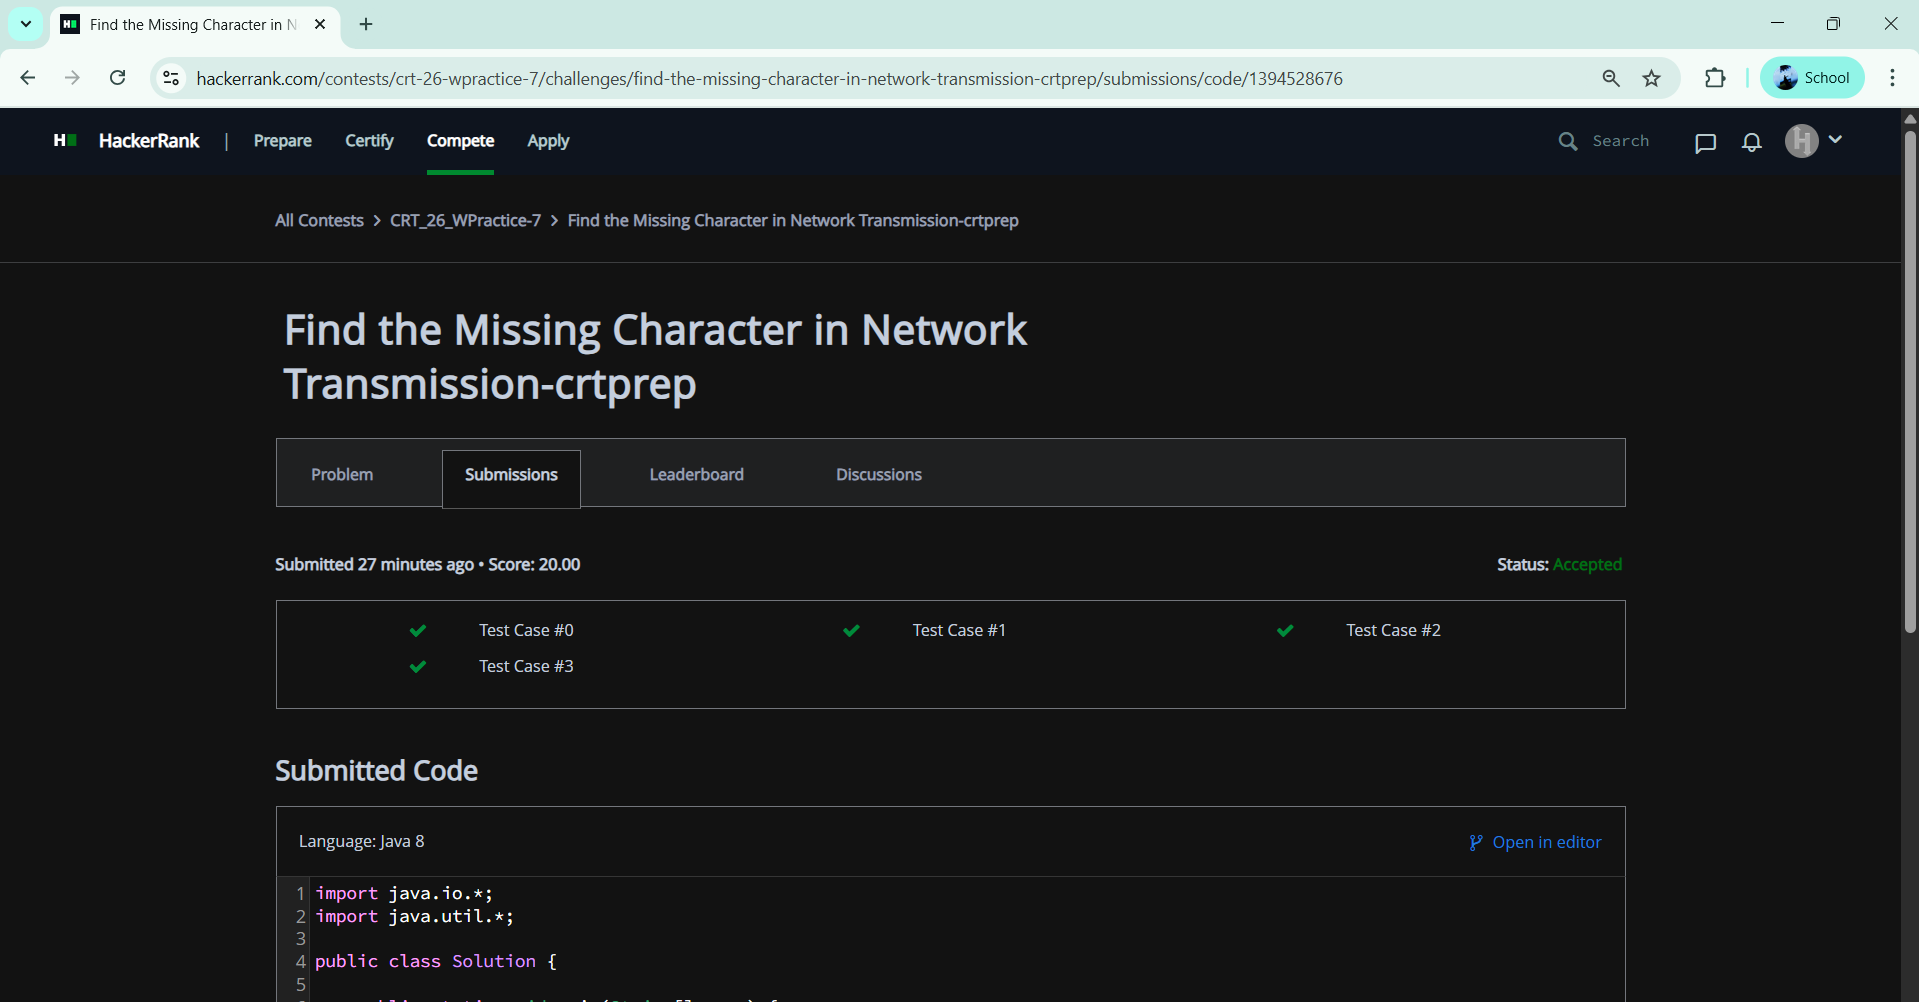 Find the Missing Character in N
hackerrank.com/contests/crt-26-wpractice-7/challenges/find-the-missing-character-in-network-transmission-crtprep/submissions/code/1394528676
School
HackerRank | Prepare Certify Compete Apply
Search
All Contests > CRT_26_WPractice-7 > Find the Missing Character in Network Transmission-crtprep
Find the Missing Character in Network
Transmission-crtprep
Problem Submissions Leaderboard Discussions
Submitted 27 minutes ago • Score: 20.00
Status: Accepted
Test Case #0 Test Case #1 Test Case #2
Test Case #3
Submitted Code
Language: Java 8
Open in editor
1 import java.io.*;
2 import java.util.*;
3
4 public class Solution {
5